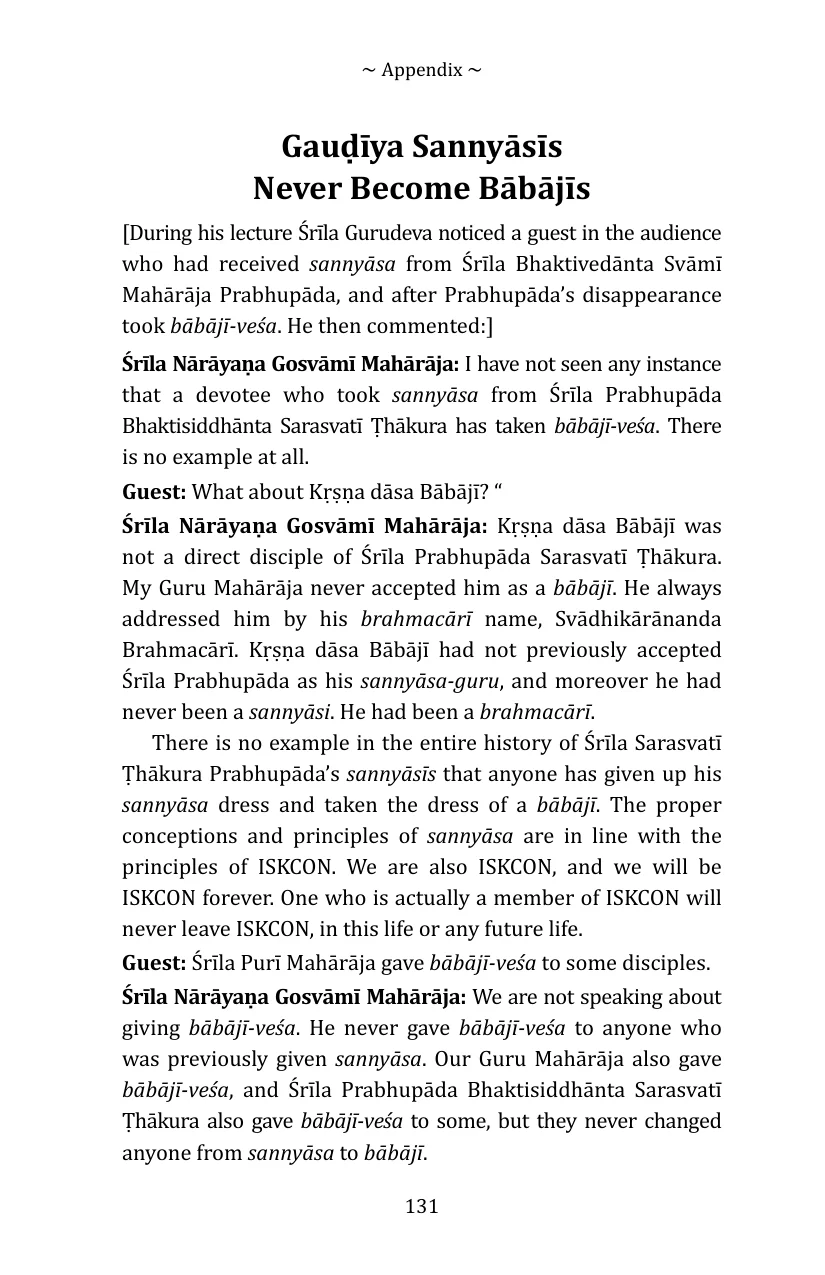 ~ Appendix ~
Gauḍīya Sannyāsīs
Never Become Bābājīs
[During his lecture Śrīla Gurudeva noticed a guest in the audience
who had received sannyāsa from Śrīla Bhaktivedānta Svāmī
Mahārāja Prabhupāda, and after Prabhupāda’s disappearance
took bābājī-veśa. He then commented:]
Śrīla Nārāyaṇa Gosvāmī Mahārāja: I have not seen any instance
that a devotee who took sannyāsa from Śrīla Prabhupāda
Bhaktisiddhānta Sarasvatī Ṭhākura has taken bābājī-veśa. There
is no example at all.
Guest: What about Kṛṣṇa dāsa Bābājī? “
Śrīla Nārāyaṇa Gosvāmī Mahārāja: Kṛṣṇa dāsa Bābājī was
not a direct disciple of Śrīla Prabhupāda Sarasvatī Ṭhākura.
My Guru Mahārāja never accepted him as a bābājī. He always
addressed him by his brahmacārī name, Svādhikārānanda
Brahmacārī. Kṛṣṇa dāsa Bābājī had not previously accepted
Śrīla Prabhupāda as his sannyāsa-guru, and moreover he had
never been a sannyāsi. He had been a brahmacārī.
There is no example in the entire history of Śrīla Sarasvatī
Ṭhākura Prabhupāda’s sannyāsīs that anyone has given up his
sannyāsa dress and taken the dress of a bābājī. The proper
conceptions and principles of sannyāsa are in line with the
principles of ISKCON. We are also ISKCON, and we will be
ISKCON forever. One who is actually a member of ISKCON will
never leave ISKCON, in this life or any future life.
Guest: Śrīla Purī Mahārāja gave bābājī-veśa to some disciples.
Śrīla Nārāyaṇa Gosvāmī Mahārāja: We are not speaking about
giving bābājī-veśa. He never gave bābājī-veśa to anyone who
was previously given sannyāsa. Our Guru Mahārāja also gave
bābājī-veśa, and Śrīla Prabhupāda Bhaktisiddhānta Sarasvatī
Ṭhākura also gave bābājī-veśa to some, but they never changed
anyone from sannyāsa to bābājī.
131